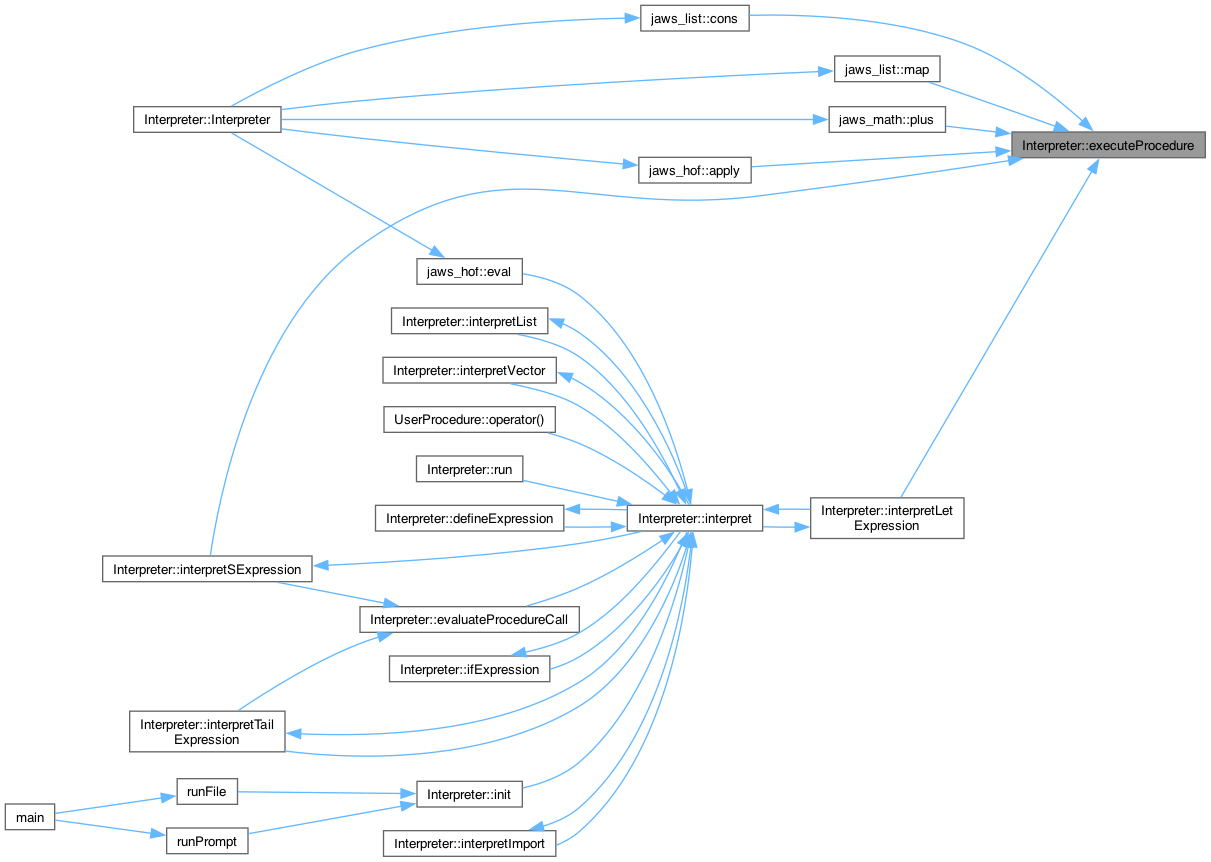 jaws_list::cons
jaws_list::map
Interpreter::Interpreter
jaws_math::plus
Interpreter::executeProcedure
jaws_hof::apply
jaws_hof::eval
Interpreter::interpretList
Interpreter::interpretVector
UserProcedure::operator()
Interpreter::run
Interpreter::defineExpression
Interpreter::interpret
Interpreter::interpretLet
Expression
Interpreter::interpretSExpression
Interpreter::evaluateProcedureCall
Interpreter::ifExpression
Interpreter::interpretTail
Expression
runFile
Interpreter::init
main
runPrompt
Interpreter::interpretImport